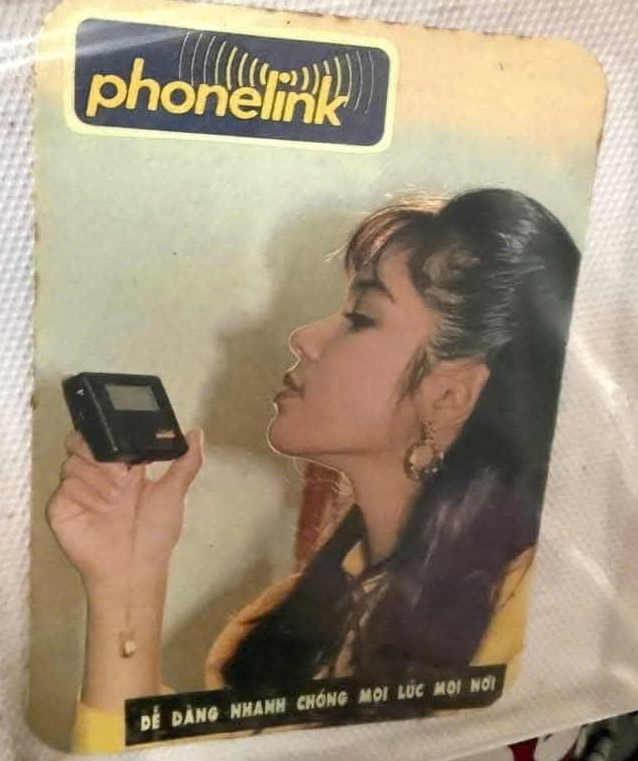 phonelink
DỄ DÀNG NHANH CHÓNG MỌI LÚC MỌI NƠI